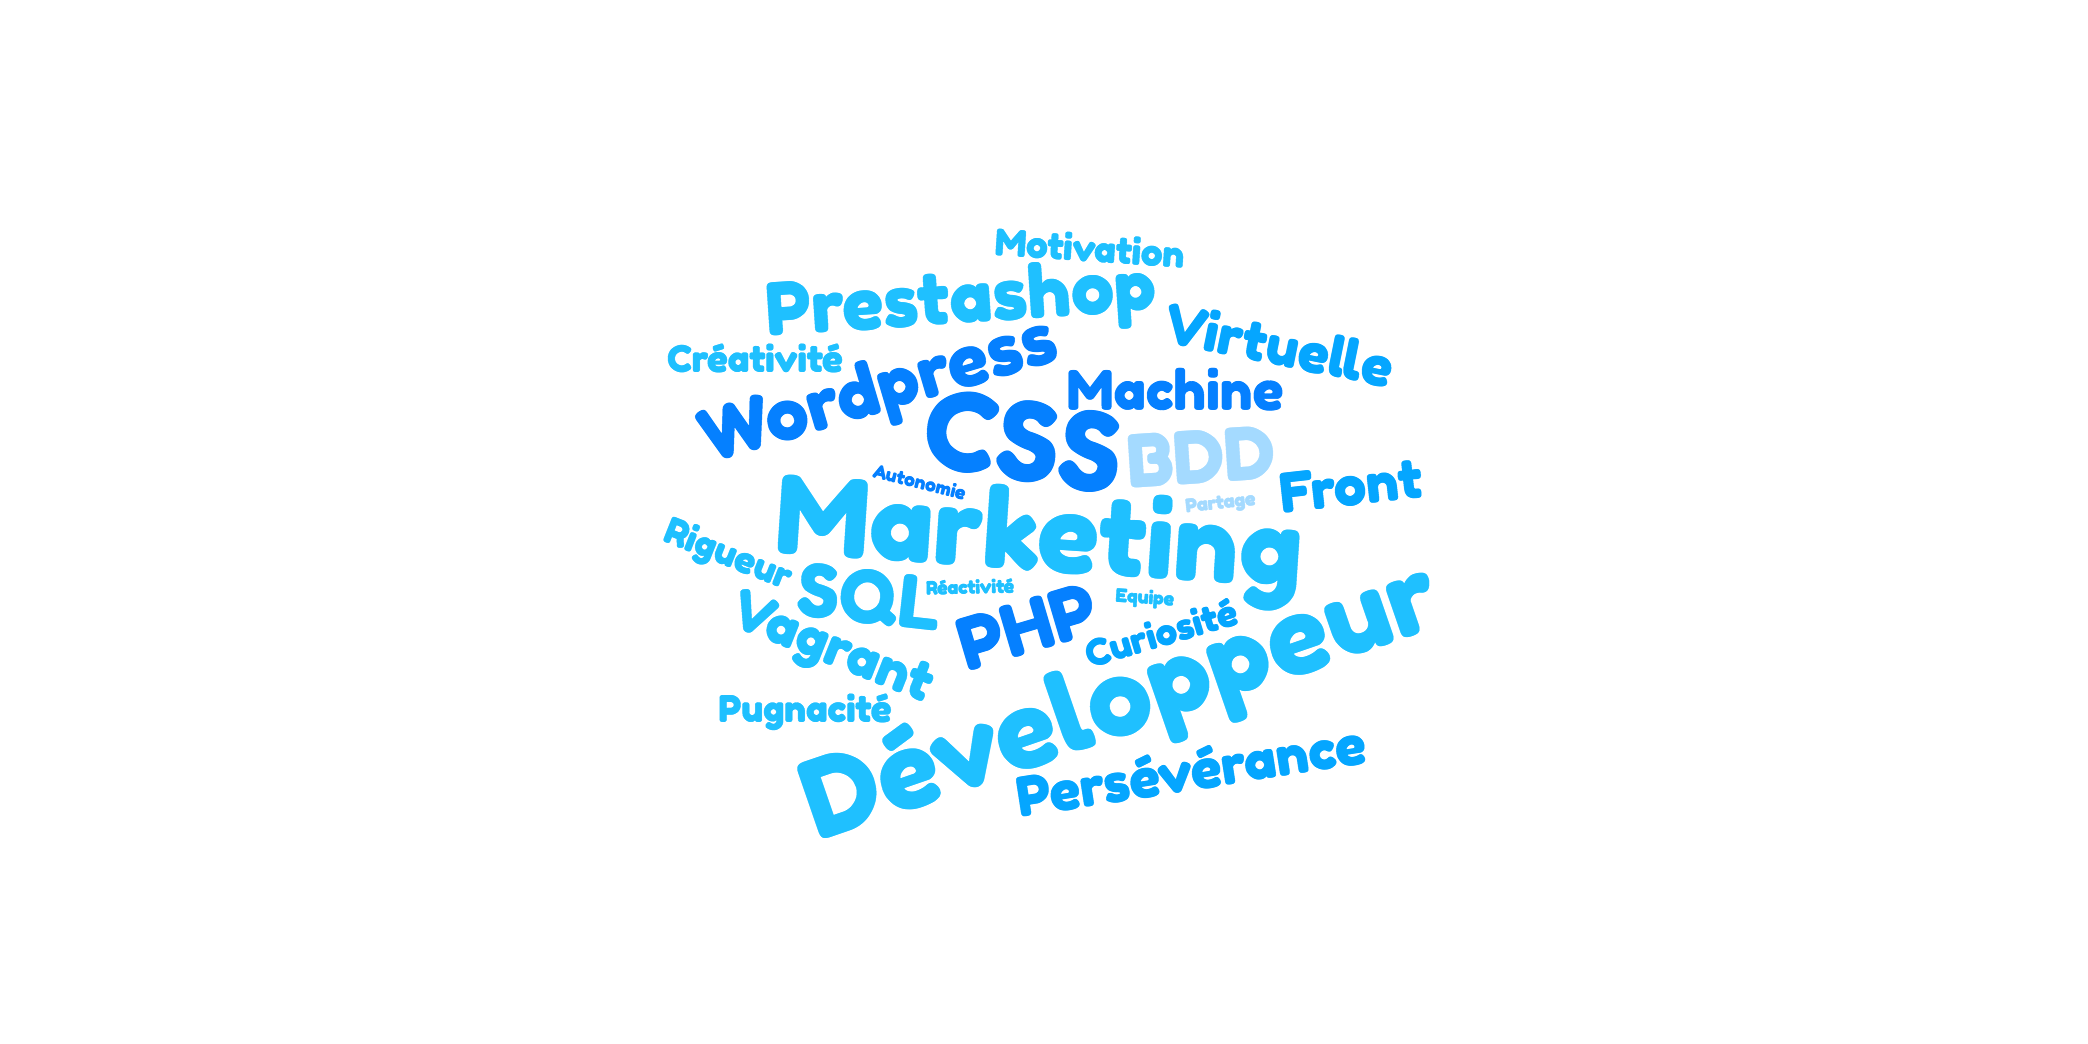 Motivation
Prestashop
Virtuelle
Créativité
Wordpress
Machine
CSS
BDD
Autonomie
Front
Marketing
Partage
Rigueur
SQL
Réactivité
Equipe
Vagrant
PHP
Curiosité
Développeur
Pugnacité
Persévérance